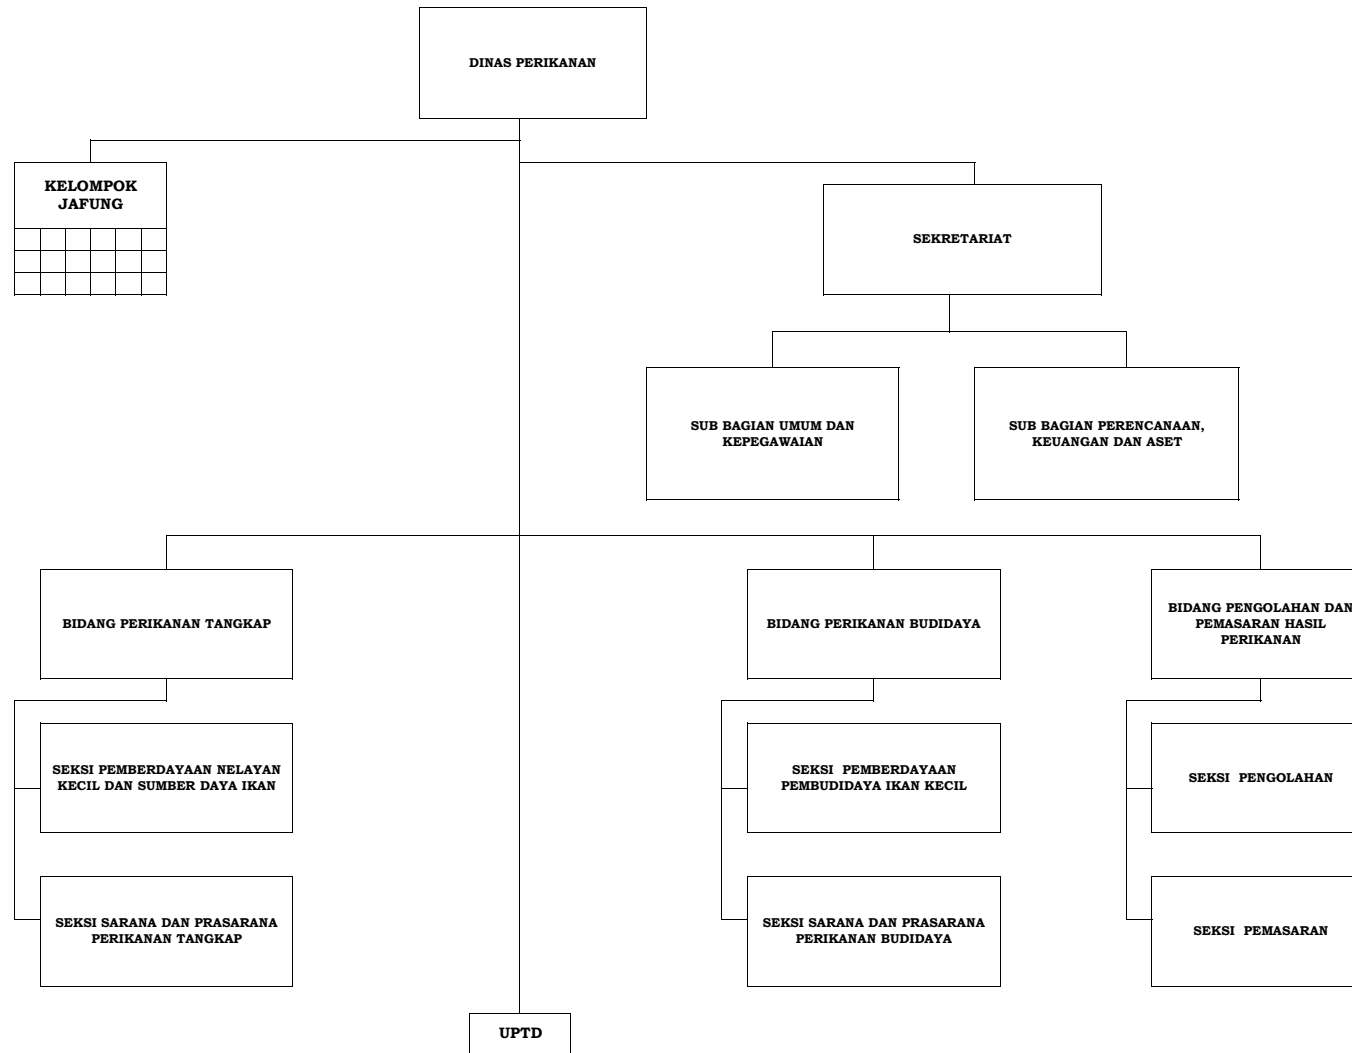 DINAS PERIKANAN
KELOMPOK
JAFUNG
SEKRETARIAT
SUB BAGIAN UMUM DAN
KEPEGAWAIAN
SUB BAGIAN PERENCANAAN,
KEUANGAN DAN ASET
BIDANG PERIKANAN TANGKAP
BIDANG PERIKANAN BUDIDAYA
BIDANG PENGOLAHAN DAN
PEMASARAN HASIL
PERIKANAN
SEKSI PEMBERDAYAAN NELAYAN
KECIL DAN SUMBER DAYA IKAN
SEKSI PEMBERDAYAAN
PEMBUDIDAYA IKAN KECIL
SEKSI PENGOLAHAN
SEKSI SARANA DAN PRASARANA
PERIKANAN TANGKAP
SEKSI SARANA DAN PRASARANA
PERIKANAN BUDIDAYA
SEKSI PEMASARAN
UPTD